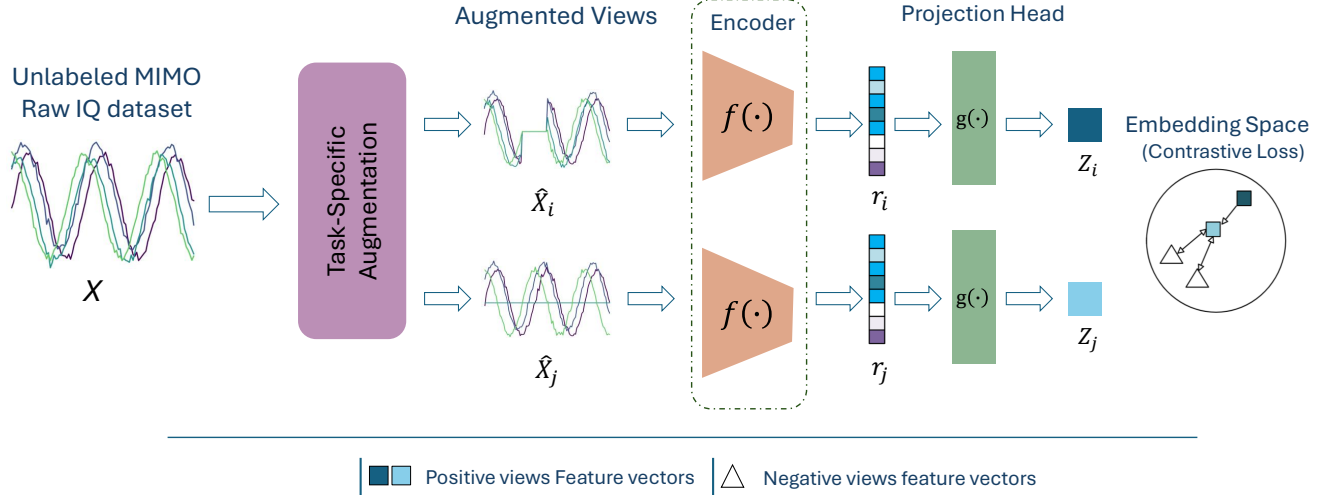 Augmented Views
Encoder
Projection Head
Unlabeled MIMO
Raw IQ dataset
X
Task-Specific
Augmentation
X̂ᵢ
f(·)
rᵢ
g(·)
Zᵢ
Embedding Space
(Contrastive Loss)
X̂ⱼ
f(·)
rⱼ
g(·)
Zⱼ
Positive views Feature vectors
Negative views feature vectors